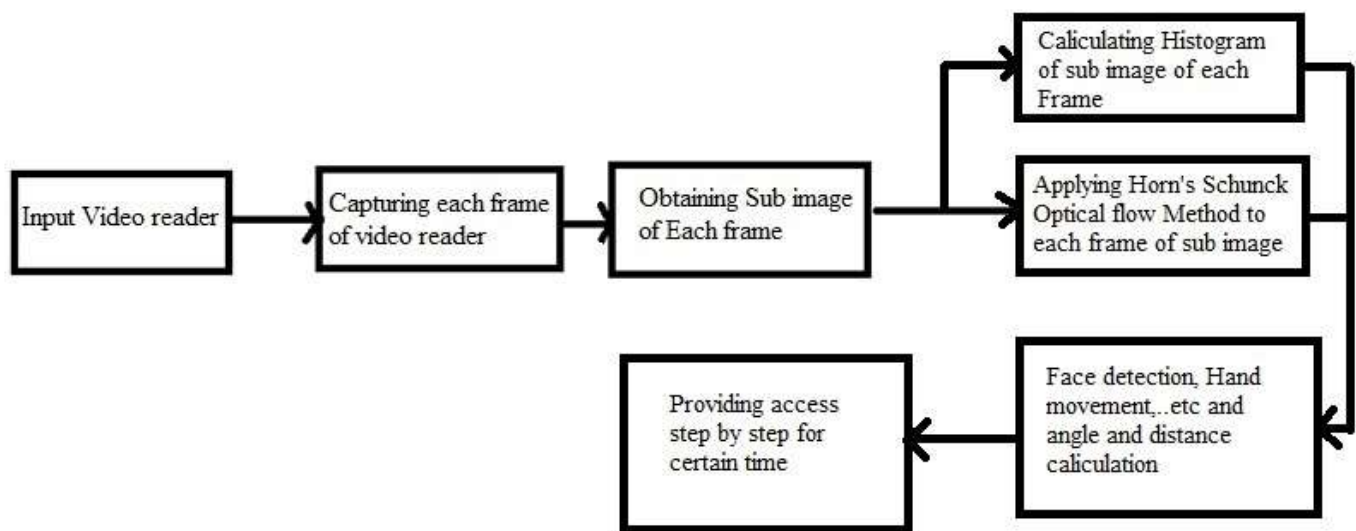 Input Video reader
Capturing each frame
of video reader
Obtaining Sub image
of Each frame
Caliculating Histogram
of sub image of each
Frame
Applying Horn's Schunck
Optical flow Method to
each frame of sub image
Face detection, Hand
movement,..etc and
angle and distance
caliculation
Providing access
step by step for
certain time